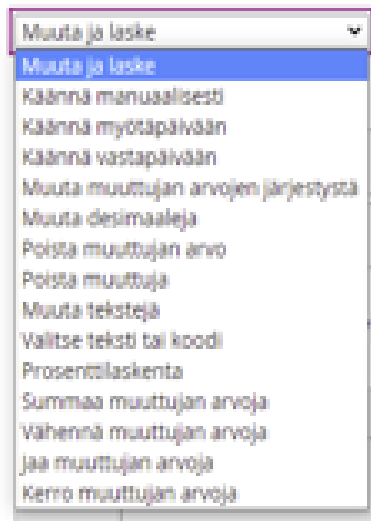 Muuta ja laske
Muuta ja laske
Käännä manuaalisesti
Käännä myötäpäivään
Käännä vastapäivään
Muuta muuttujan arvojen järjestystä
Muuta desimaaleja
Poista muuttujan arvo
Poista muuttuja
Muuta tekstejä
Valitse teksti tai koodi
Prosenttilaskenta
Summaa muuttujan arvoja
Vähennä muuttujan arvoja
Jaa muuttujan arvoja
Kerro muuttujan arvoja